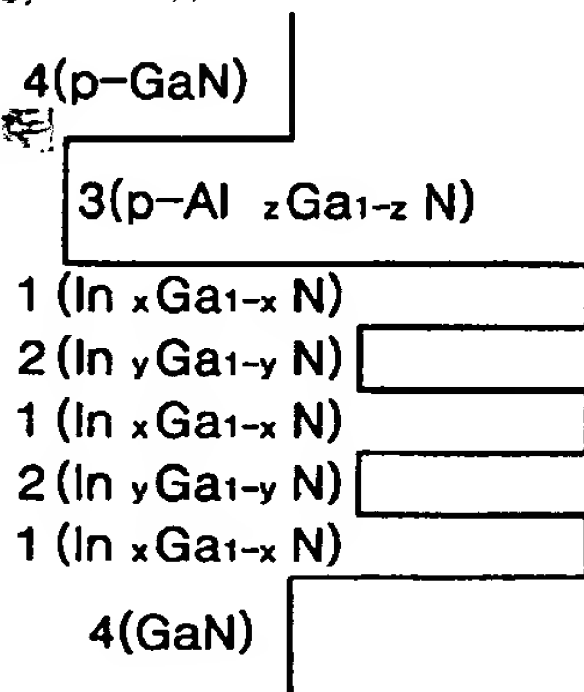 4(p-GaN)
3(p-Al zGa1-z N)
1 (In xGa1-x N)
2 (In yGa1-y N)
1 (In xGa1-x N)
2 (In yGa1-y N)
1 (In xGa1-x N)
4(GaN)